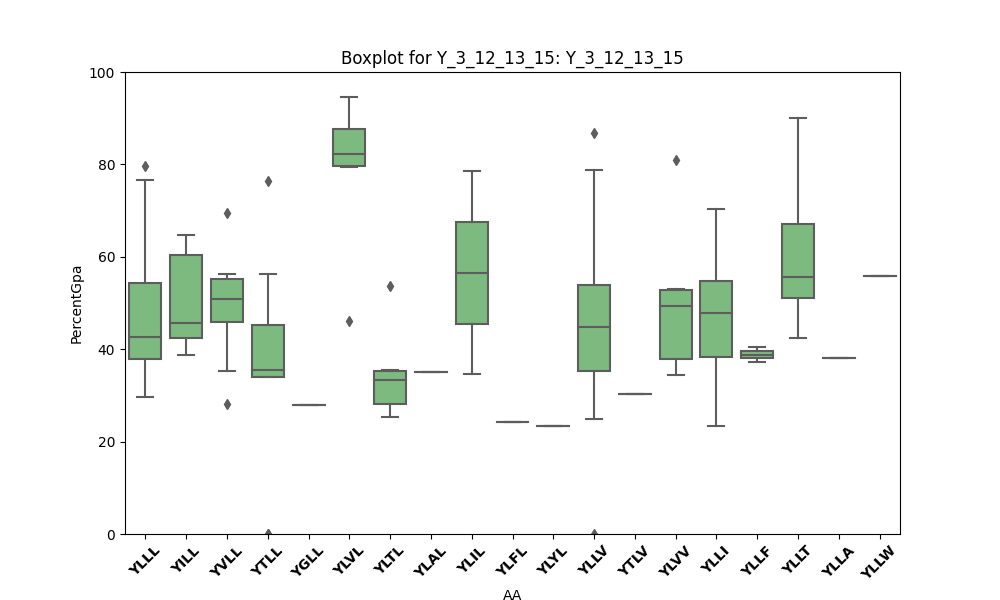 Boxplot for Y_3_12_13_15: Y_3_12_13_15
100
80
60
40
20
0
PercentGpa
YLLL YILL YVLL YTLL YGLL YLVL YLTL YLAL YLIL YLFL YLYL YLLV YTLV YLVV YLLI YLLF YLLT YLLA YLLW
AA